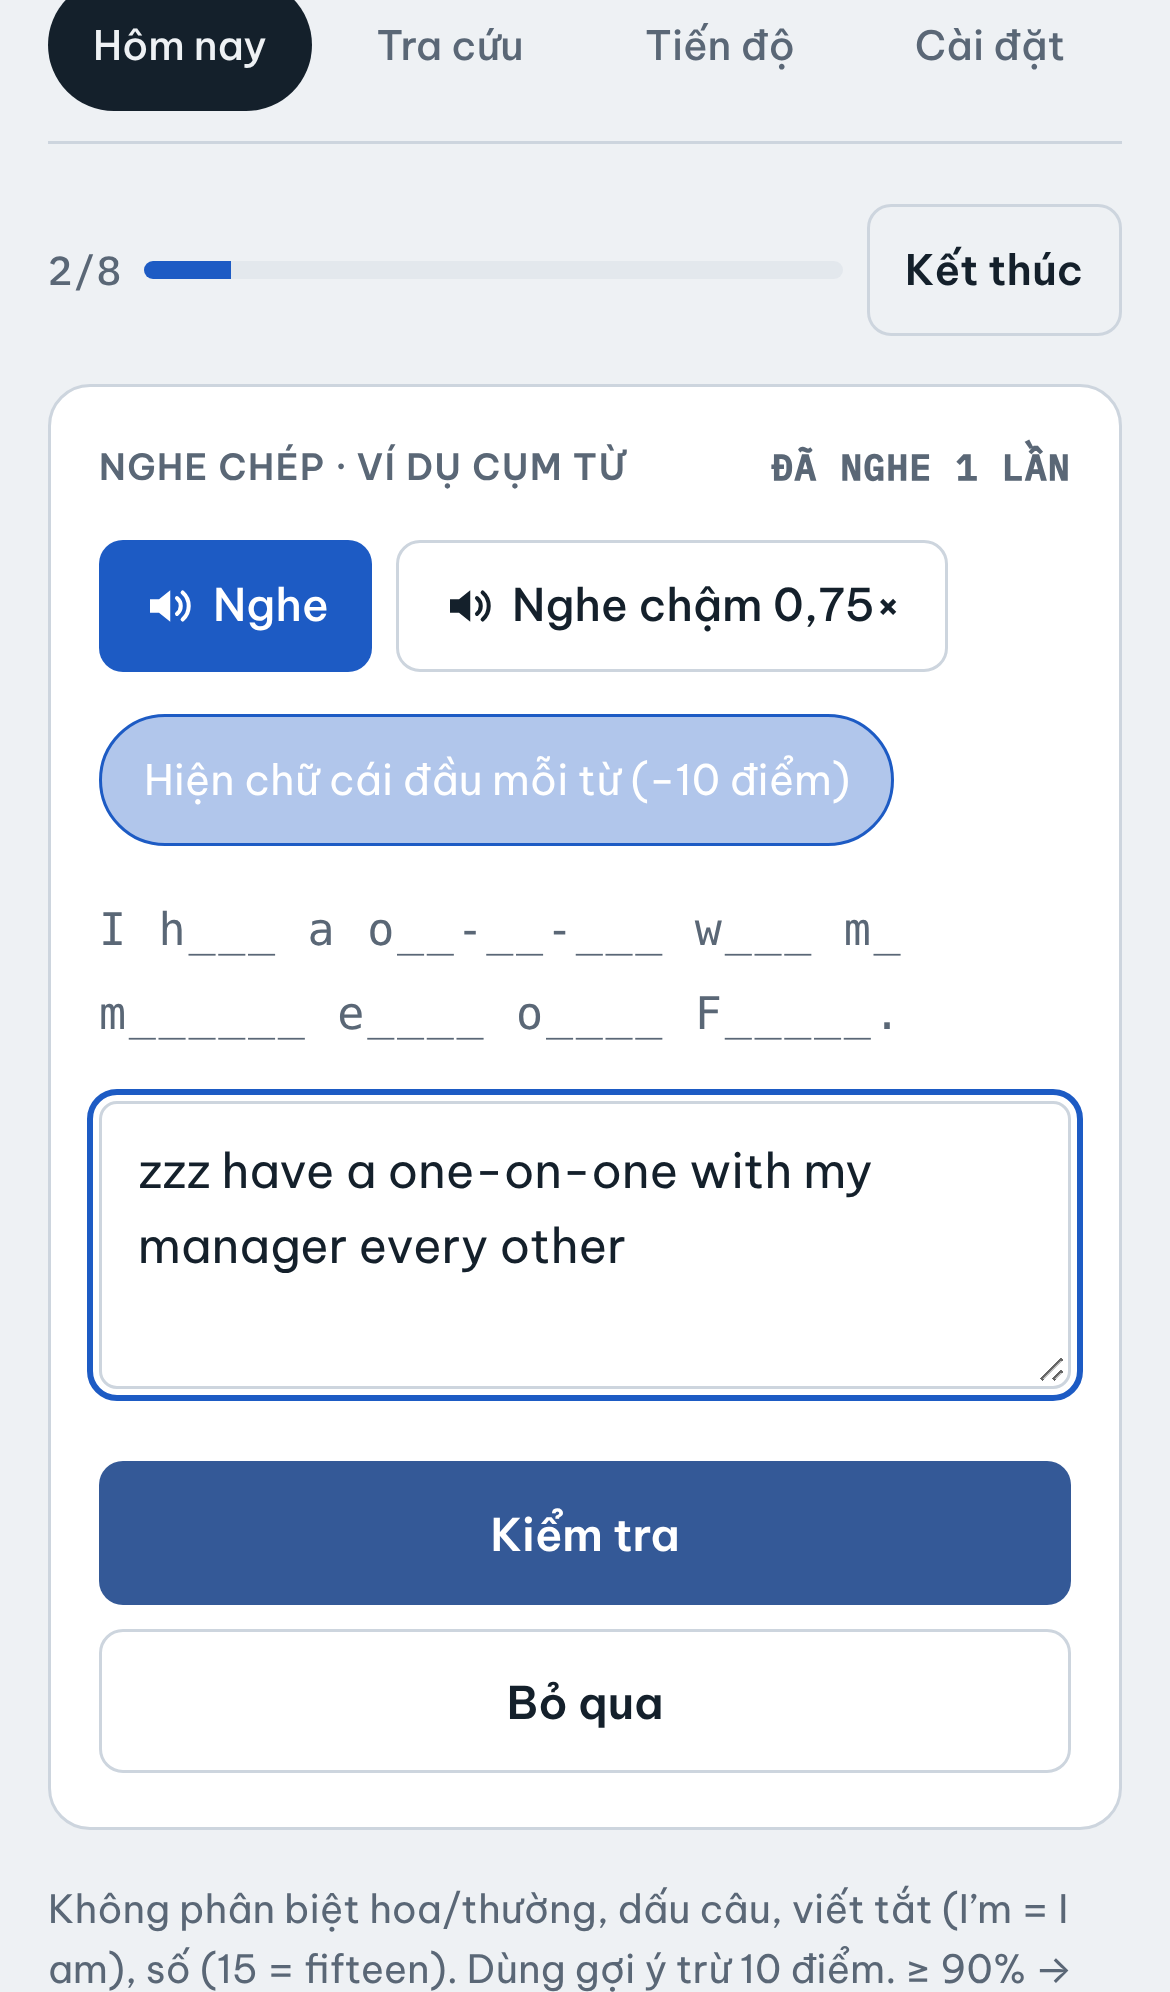 Hôm nay Tra cứu Tiến độ Cài đặt
2/8 Kết thúc
NGHE CHÉP · VÍ DỤ CỤM TỪ ĐÃ NGHE 1 LẦN
Nghe Nghe chậm 0,75×
Hiện chữ cái đầu mỗi từ (−10 điểm)
I h___ a o__-__-___ w___ m_
m______ e____ o____ F_____.
zzz have a one-on-one with my
manager every other
Kiểm tra
Bỏ qua
Không phân biệt hoa/thường, dấu câu, viết tắt (I’m = I
am), số (15 = fifteen). Dùng gợi ý trừ 10 điểm. ≥ 90% →